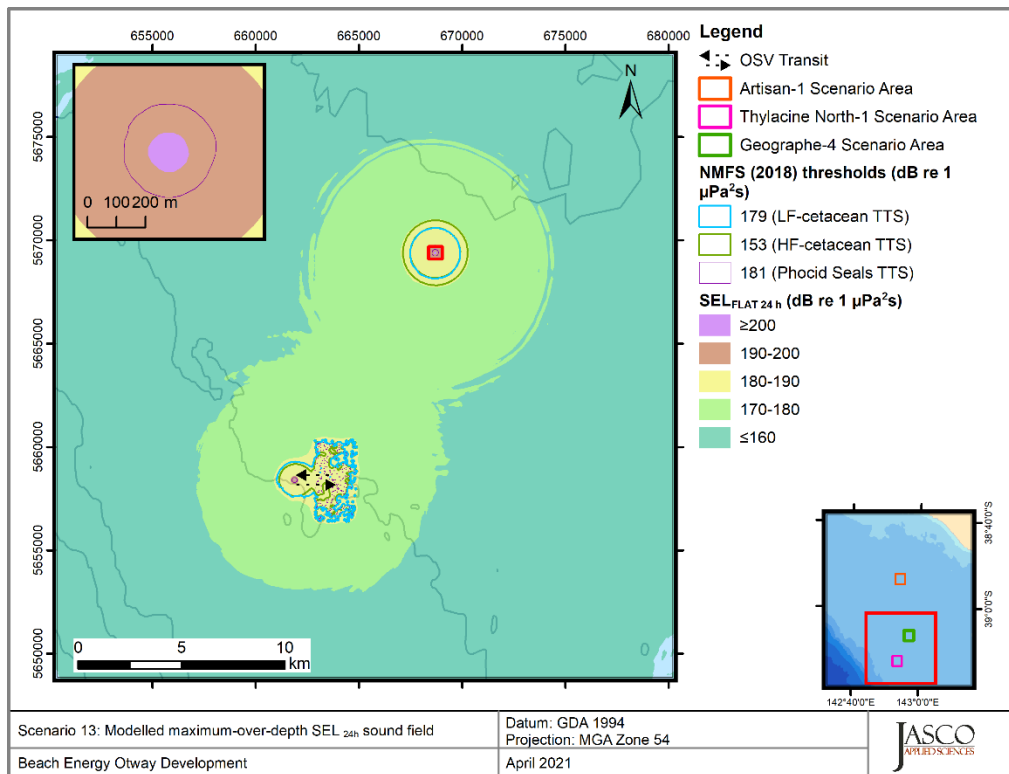 655000 660000 665000 670000 675000 680000
5675000
5670000
5665000
5660000
5655000
5650000
0 100 200 m
N
0 5 10
km
Legend
OSV Transit
Artisan-1 Scenario Area
Thylacine North-1 Scenario Area
Geographe-4 Scenario Area
NMFS (2018) thresholds (dB re 1
µPa²s)
179 (LF-cetacean TTS)
153 (HF-cetacean TTS)
181 (Phocid Seals TTS)
SELFLAT 24 h (dB re 1 µPa²s)
≥200
190-200
180-190
170-180
≤160
38°40'0"S
39°0'0"S
142°40'0"E 143°0'0"E
Scenario 13: Modelled maximum-over-depth SEL 24h sound field
Datum: GDA 1994
Projection: MGA Zone 54
Beach Energy Otway Development
April 2021
JASCO
APPLIED SCIENCES